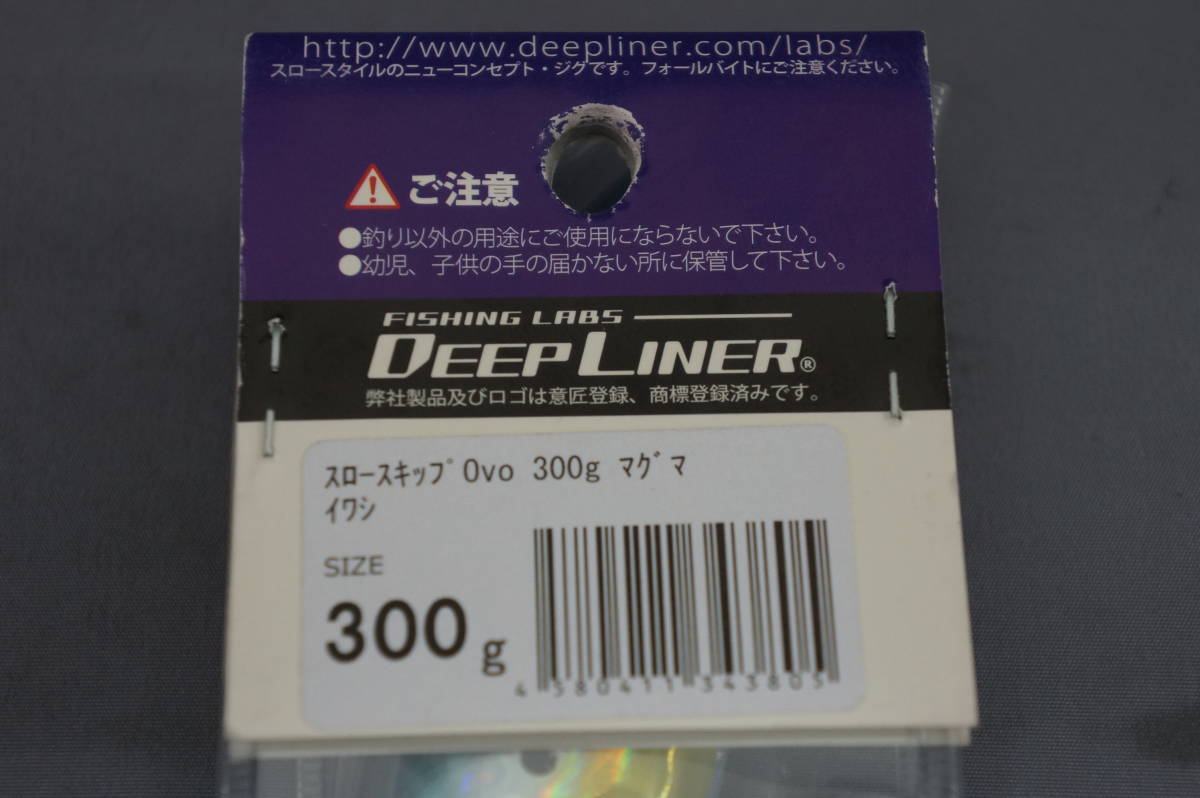 http://www.deepliner.com/labs/
スロースタイルのニューコンセプト・ジグです。フォールバイトにご注意ください。
ご注意
●釣り以外の用途にご使用にならないで下さい。
●幼児、子供の手の届かない所に保管して下さい。
FISHING LABS
DEEP LINER®
弊社製品及びロゴは意匠登録、商標登録済みです。
ｽﾛｰｽｷｯﾌﾟOvo 300g ﾏｸﾞﾏ
ｲﾜｼ
SIZE
300g
4 580411 343805